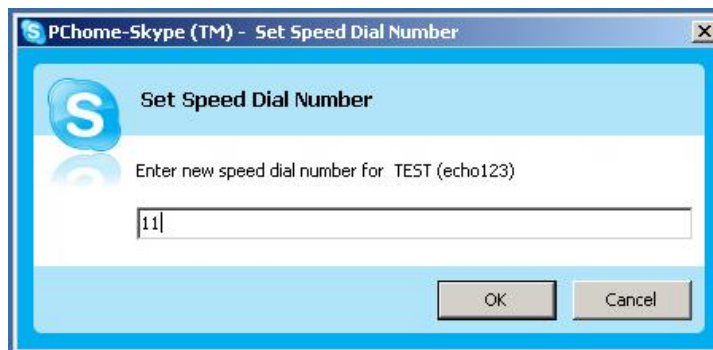 PChome-Skype (TM) - Set Speed Dial Number
Set Speed Dial Number
Enter new speed dial number for TEST (echo123)
11
OK Cancel